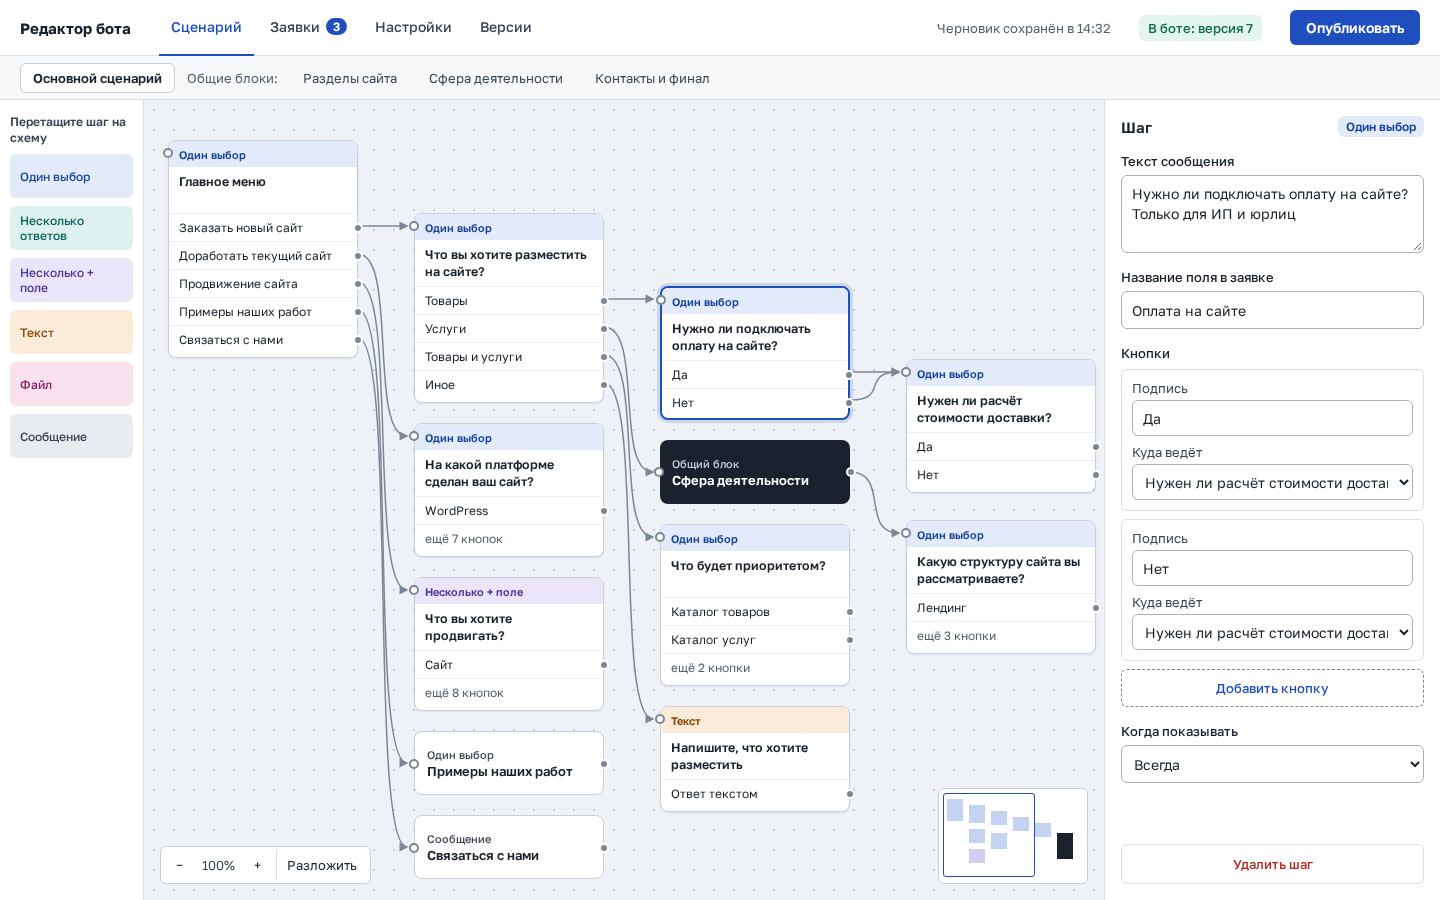 Редактор бота
Сценарий
Заявки 3
Настройки
Версии
Черновик сохранён в 14:32
В боте: версия 7
Опубликовать
Основной сценарий
Общие блоки:
Разделы сайта
Сфера деятельности
Контакты и финал
Перетащите шаг на
схему
Один выбор
Несколько
ответов
Несколько +
поле
Текст
Файл
Сообщение
Один выбор
Главное меню
Заказать новый сайт
Доработать текущий сайт
Продвижение сайта
Примеры наших работ
Связаться с нами
Один выбор
Что вы хотите разместить
на сайте?
Товары
Услуги
Товары и услуги
Иное
Один выбор
На какой платформе
сделан ваш сайт?
WordPress
ещё 7 кнопок
Несколько + поле
Что вы хотите
продвигать?
Сайт
ещё 8 кнопок
Один выбор
Примеры наших работ
Сообщение
Связаться с нами
Один выбор
Нужно ли подключать
оплату на сайте?
Да
Нет
Общий блок
Сфера деятельности
Один выбор
Что будет приоритетом?
Каталог товаров
Каталог услуг
ещё 2 кнопки
Текст
Напишите, что хотите
разместить
Ответ текстом
Один выбор
Нужен ли расчёт
стоимости доставки?
Да
Нет
Один выбор
Какую структуру сайта вы
рассматриваете?
Лендинг
ещё 3 кнопки
− 100% + Разложить
Шаг
Один выбор
Текст сообщения
Нужно ли подключать оплату на сайте?
Только для ИП и юрлиц
Название поля в заявке
Оплата на сайте
Кнопки
Подпись
Да
Куда ведёт
Нужен ли расчёт стоимости доста
Подпись
Нет
Куда ведёт
Нужен ли расчёт стоимости доста
Добавить кнопку
Когда показывать
Всегда
Удалить шаг